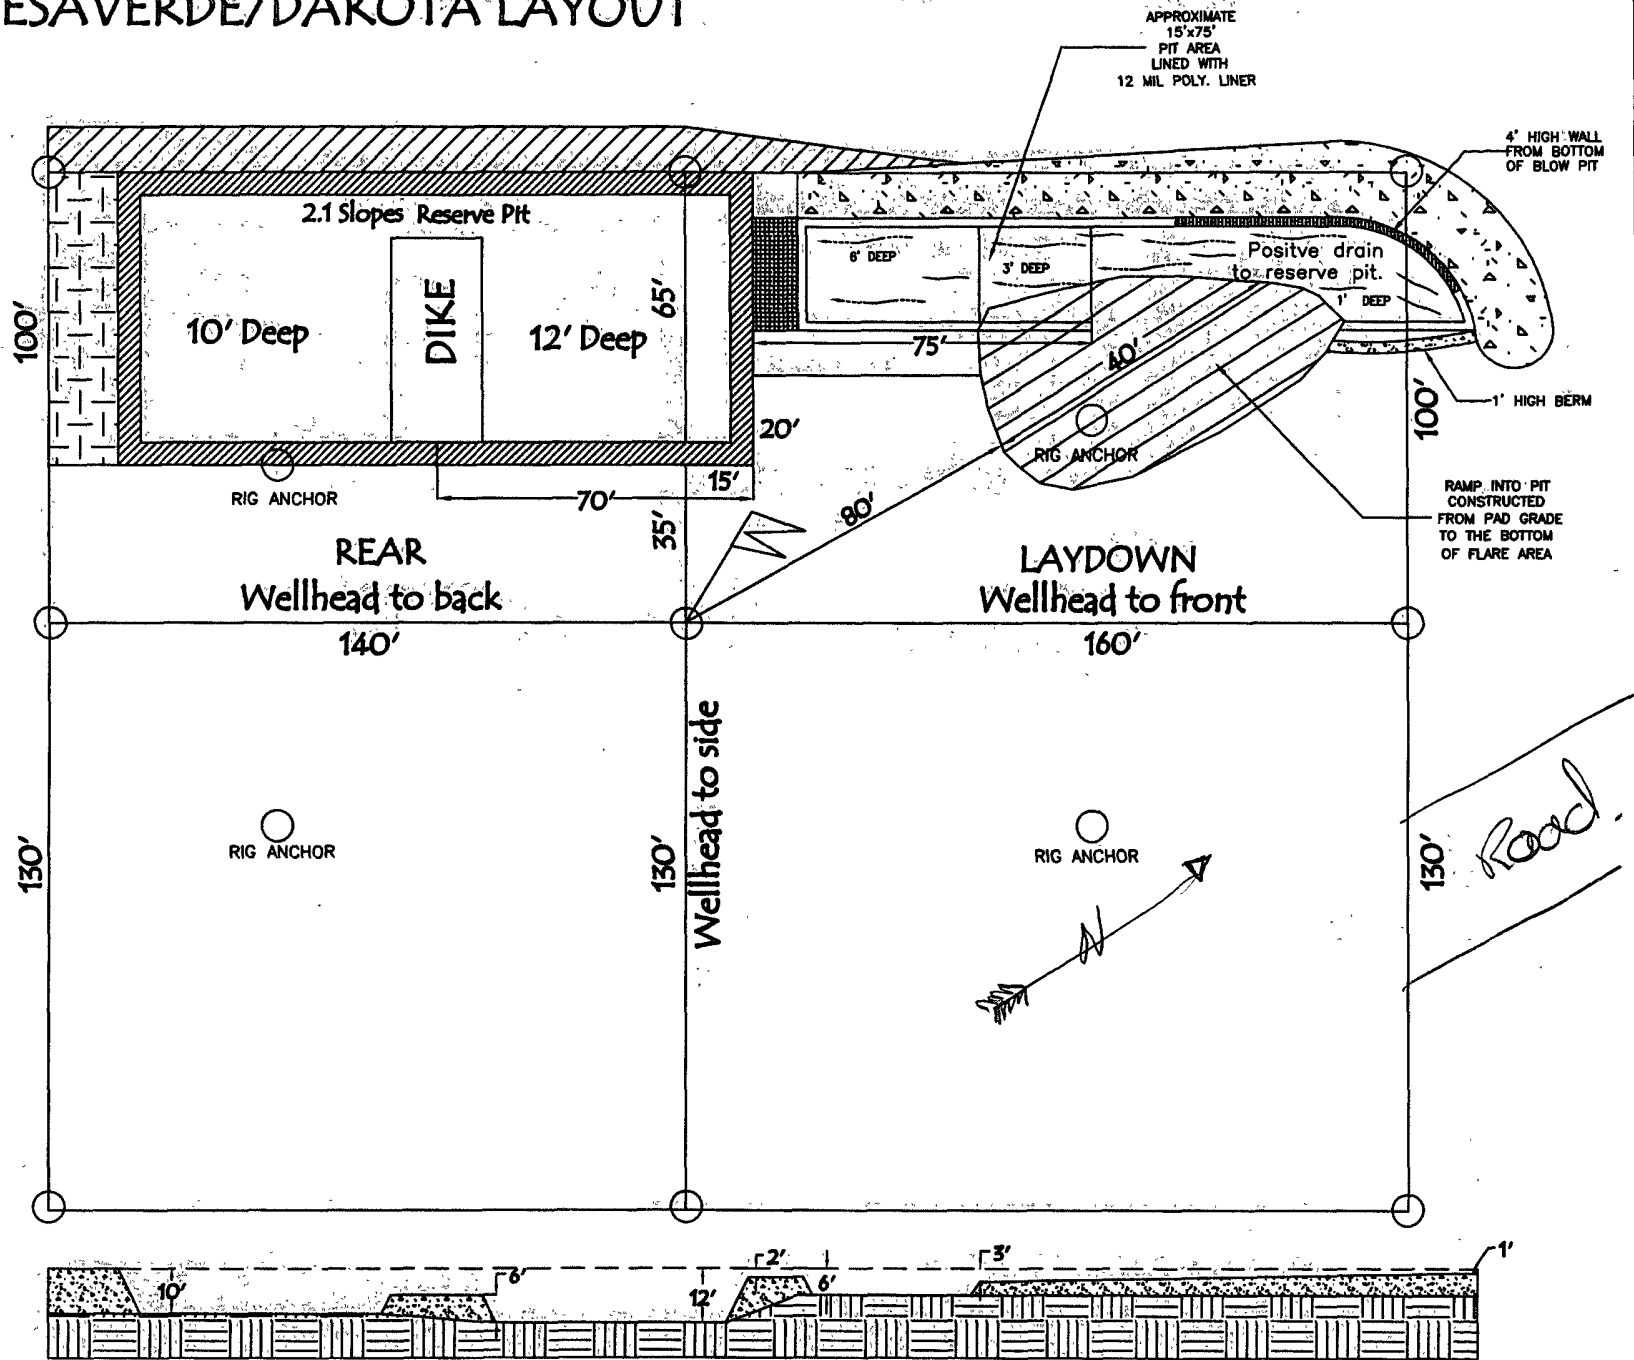 ESAVERDE/DAKOTA LAYOUT
APPROXIMATE
15'x75'
PIT AREA
LINED WITH
12 MIL POLY. LINER
4' HIGH WALL
FROM BOTTOM
OF BLOW PIT
2.1 Slopes Reserve Pit
6' DEEP
3' DEEP
Positve drain
to reserve pit.
1' DEEP
100'
10' Deep
DIKE
12' Deep
65'
75'
40'
1' HIGH BERM
100'
20'
RIG ANCHOR
15'
70'
RIG ANCHOR
35'
80'
RAMP INTO PIT
CONSTRUCTED
FROM PAD GRADE
TO THE BOTTOM
OF FLARE AREA
REAR
Wellhead to back
140'
LAYDOWN
Wellhead to front
160'
Wellhead to side
130'
RIG ANCHOR
130'
RIG ANCHOR
130'
Road.
N
10'
6'
12'
2'
6'
3'
1'